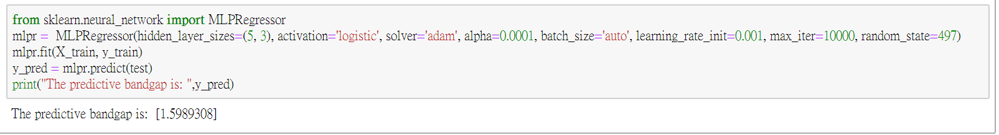 from sklearn.neural_network import MLPRegressor
mlpr =  MLPRegressor(hidden_layer_sizes=(5, 3), activation='logistic', solver='adam', alpha=0.0001, batch_size='auto', learning_rate_init=0.001, max_iter=10000, random_state=497)
mlpr.fit(X_train, y_train)
y_pred = mlpr.predict(test)
print("The predictive bandgap is: ",y_pred)
The predictive bandgap is:  [1.5989308]